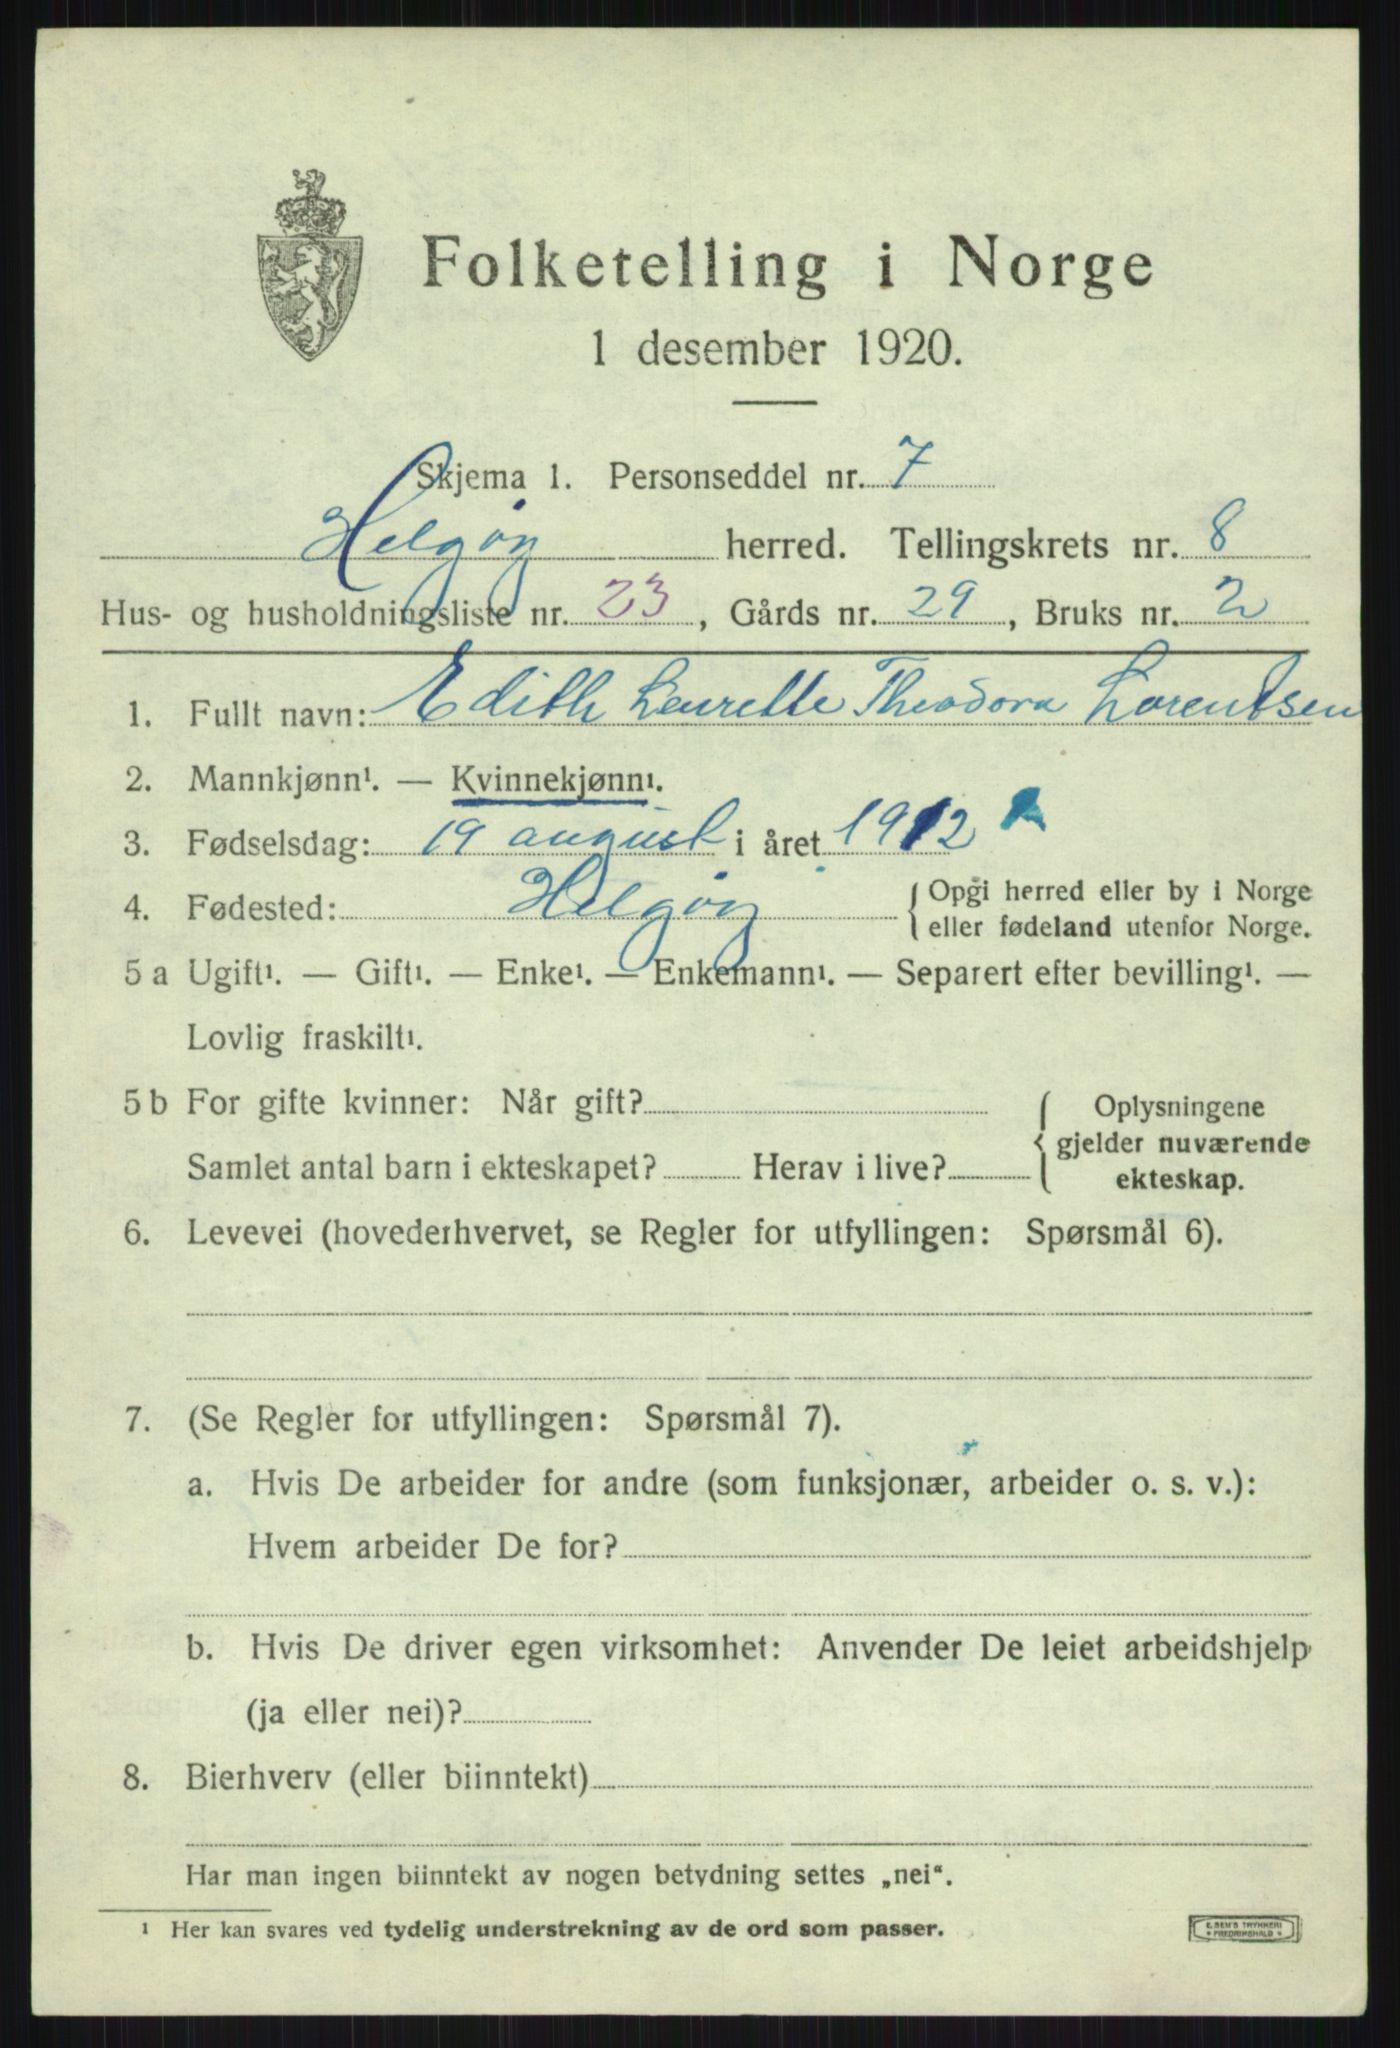 Folketelling i Norge
1 desember 1920.
Skjema 1. Personseddel nr. 7
Helgøy herred. Tellingskrets nr. 8
Hus- og husholdningsliste nr. 23, Gårds nr. 29, Bruks nr. 2
1. Fullt navn: Edith Laurette Theodora Lorentsen
2. Mannkjønn¹. — Kvinnekjønn¹.
3. Fødselsdag: 19 august i året 1912
4. Fødested: Helgøy { Opgi herred eller by i Norge
eller fødeland utenfor Norge.
5 a Ugift¹. — Gift¹. — Enke¹. — Enkemann¹. — Separert efter bevilling¹. —
Lovlig fraskilt¹.
5 b For gifte kvinner: Når gift? { Oplysningene
gjelder nuværende
Samlet antal barn i ekteskapet? Herav i live?
ekteskap.
6. Levevei (hovederhvervet, se Regler for utfyllingen: Spørsmål 6).
7. (Se Regler for utfyllingen: Spørsmål 7).
a. Hvis De arbeider for andre (som funksjonær, arbeider o. s. v.):
Hvem arbeider De for?
b. Hvis De driver egen virksomhet: Anvender De leiet arbeidshjelp
(ja eller nei)?
8. Bierhverv (eller biinntekt)
Har man ingen biinntekt av nogen betydning settes „nei“.
¹ Her kan svares ved tydelig understrekning av de ord som passer.
E. SEM'S TRYKKERI
FREDRIKSHALD